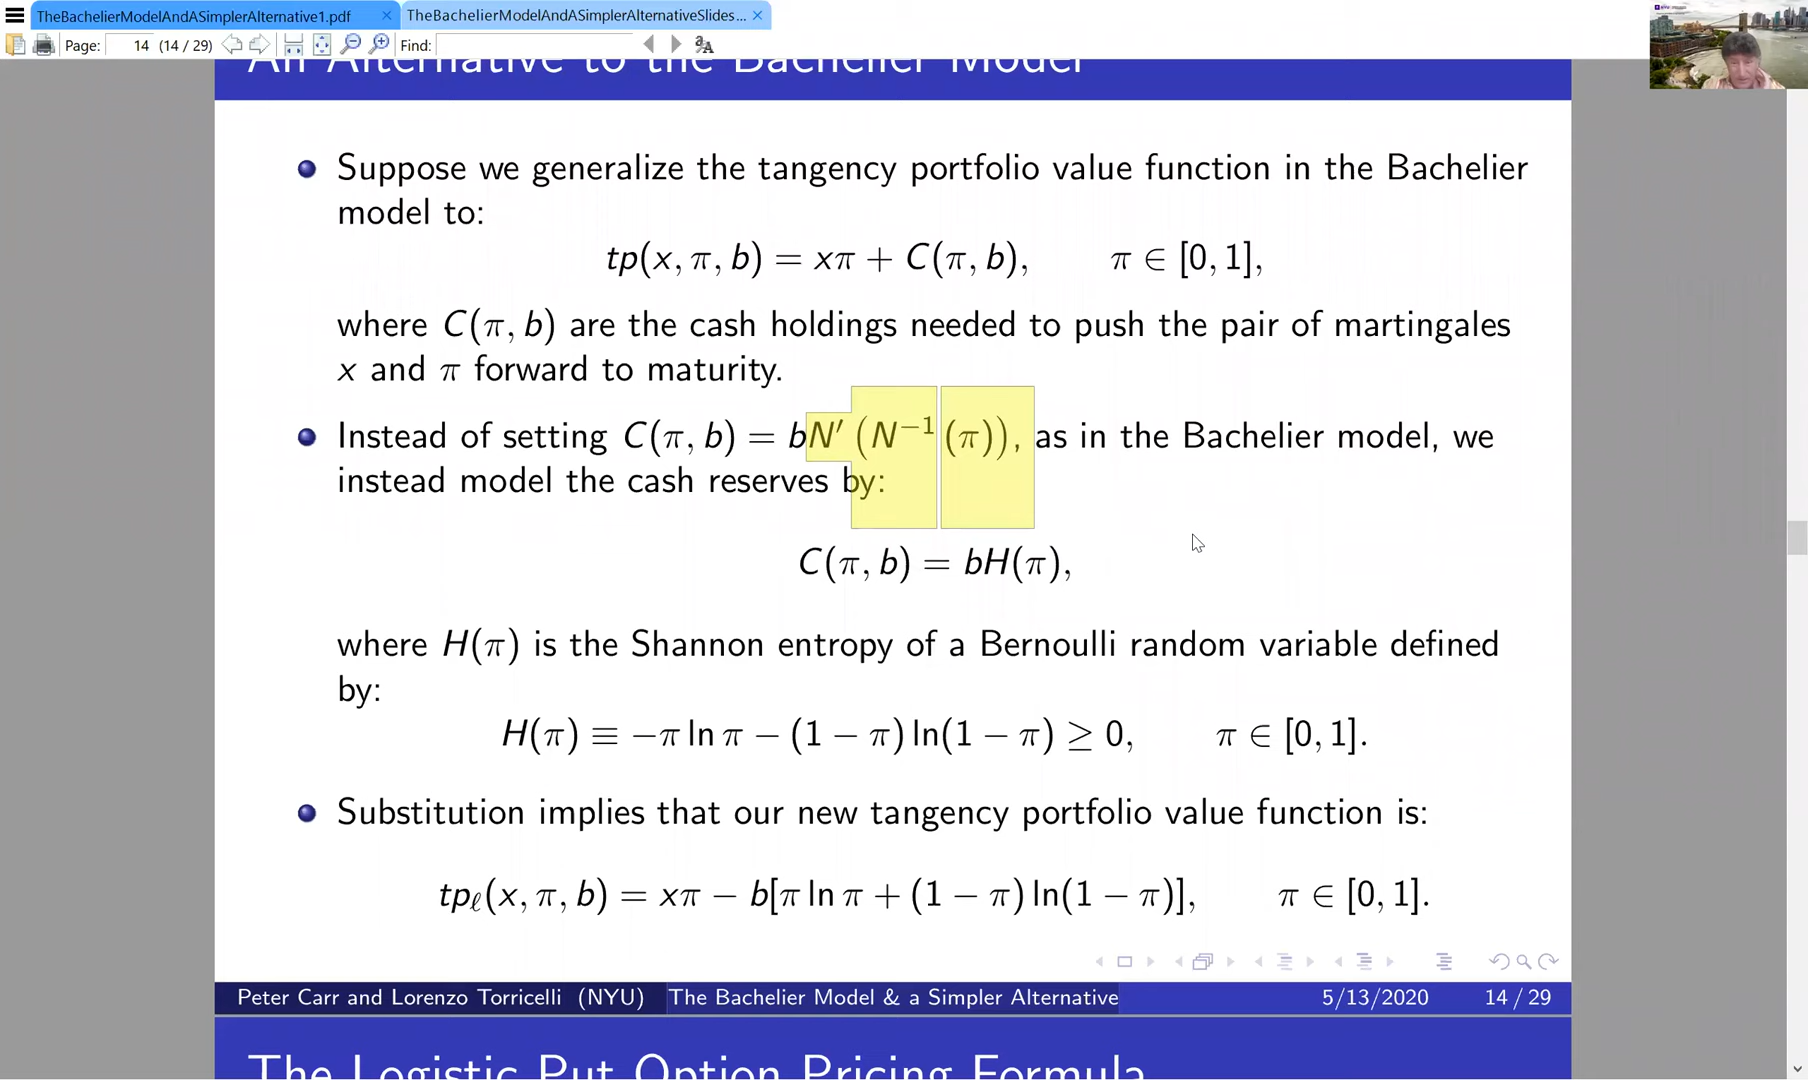 TheBachelierModelAndASimplerAlternative1.pdf
TheBachelierModelAndASimplerAlternativeSlides...
Page: 14 (14 / 29) Find:
An Alternative to the Bachelier Model
Suppose we generalize the tangency portfolio value function in the Bachelier
model to:
tp(x, π, b) = xπ + C(π, b), π ∈ [0, 1],
where C(π, b) are the cash holdings needed to push the pair of martingales
x and π forward to maturity.
Instead of setting C(π, b) = bN′ (N⁻¹ (π)), as in the Bachelier model, we
instead model the cash reserves by:
C(π, b) = bH(π),
where H(π) is the Shannon entropy of a Bernoulli random variable defined
by:
H(π) ≡ −π ln π − (1 − π) ln(1 − π) ≥ 0, π ∈ [0, 1].
Substitution implies that our new tangency portfolio value function is:
tpℓ(x, π, b) = xπ − b[π ln π + (1 − π) ln(1 − π)], π ∈ [0, 1].
Peter Carr and Lorenzo Torricelli (NYU) The Bachelier Model & a Simpler Alternative 5/13/2020 14 / 29
The Logistic Put Option Pricing Formula